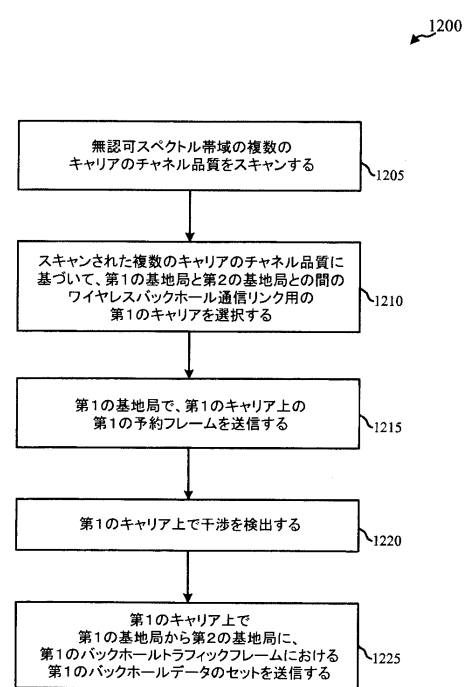 1200
無認可スペクトル帯域の複数の
キャリアのチャネル品質をスキャンする
1205
スキャンされた複数のキャリアのチャネル品質に
基づいて、第1の基地局と第2の基地局との間の
ワイヤレスバックホール通信リンク用の
第1のキャリアを選択する
1210
第1の基地局で、第1のキャリア上の
第1の予約フレームを送信する
1215
第1のキャリア上で干渉を検出する
1220
第1のキャリア上で
第1の基地局から第2の基地局に、
第1のバックホールトラフィックフレームにおける
第1のバックホールデータのセットを送信する
1225